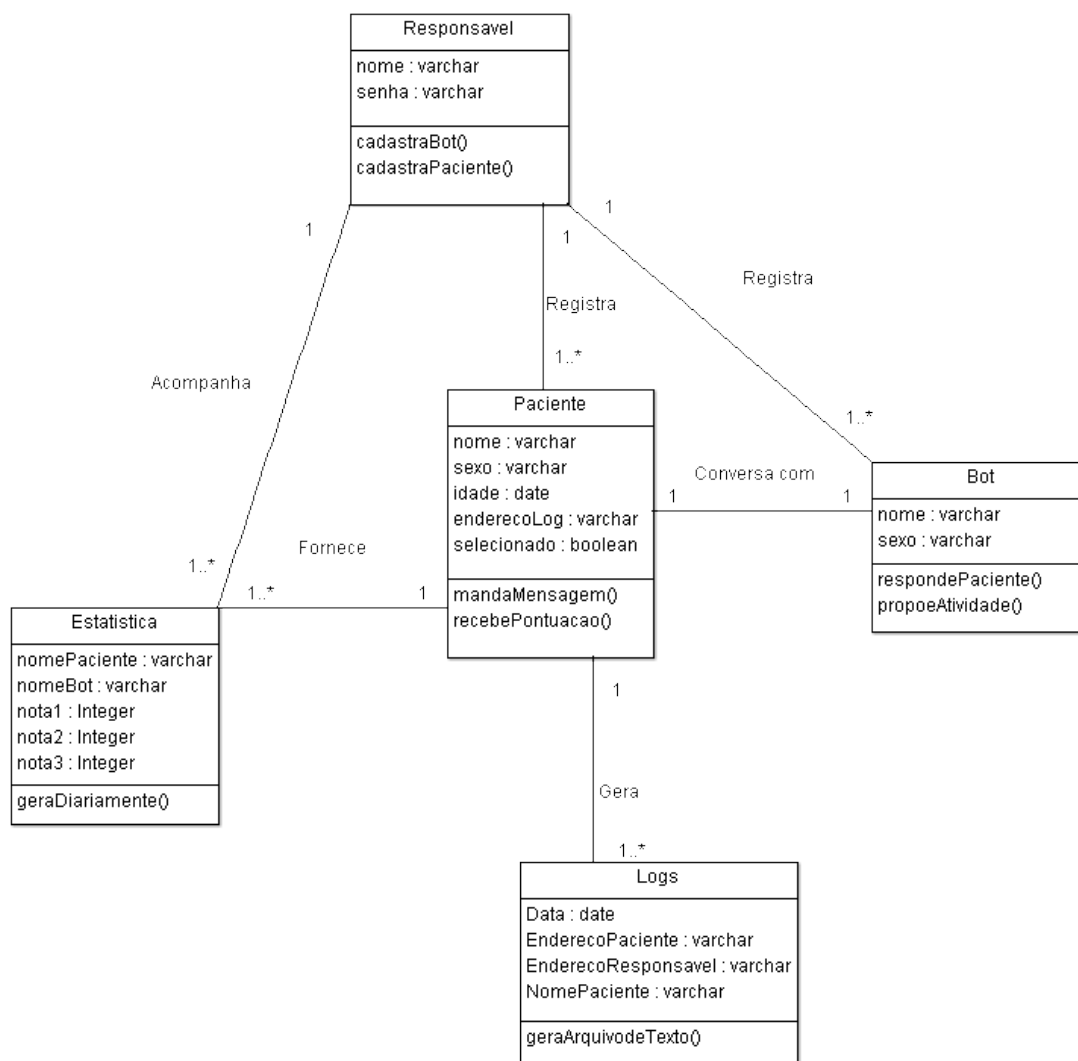 Responsavel
nome : varchar
senha : varchar
cadastraBot()
cadastraPaciente()
1
1
1
Registra
Registra
Acompanha
1..*
1..*
1..*
Paciente
nome : varchar
sexo : varchar
idade : date
enderecoLog : varchar
selecionado : boolean
mandaMensagem()
recebePontuacao()
Conversa com
1
1
Bot
nome : varchar
sexo : varchar
respondePaciente()
propoeAtividade()
Fornece
1..*
1
Estatistica
nomePaciente : varchar
nomeBot : varchar
nota1 : Integer
nota2 : Integer
nota3 : Integer
geraDiariamente()
1
Gera
1..*
Logs
Data : date
EnderecoPaciente : varchar
EnderecoResponsavel : varchar
NomePaciente : varchar
geraArquivodeTexto()